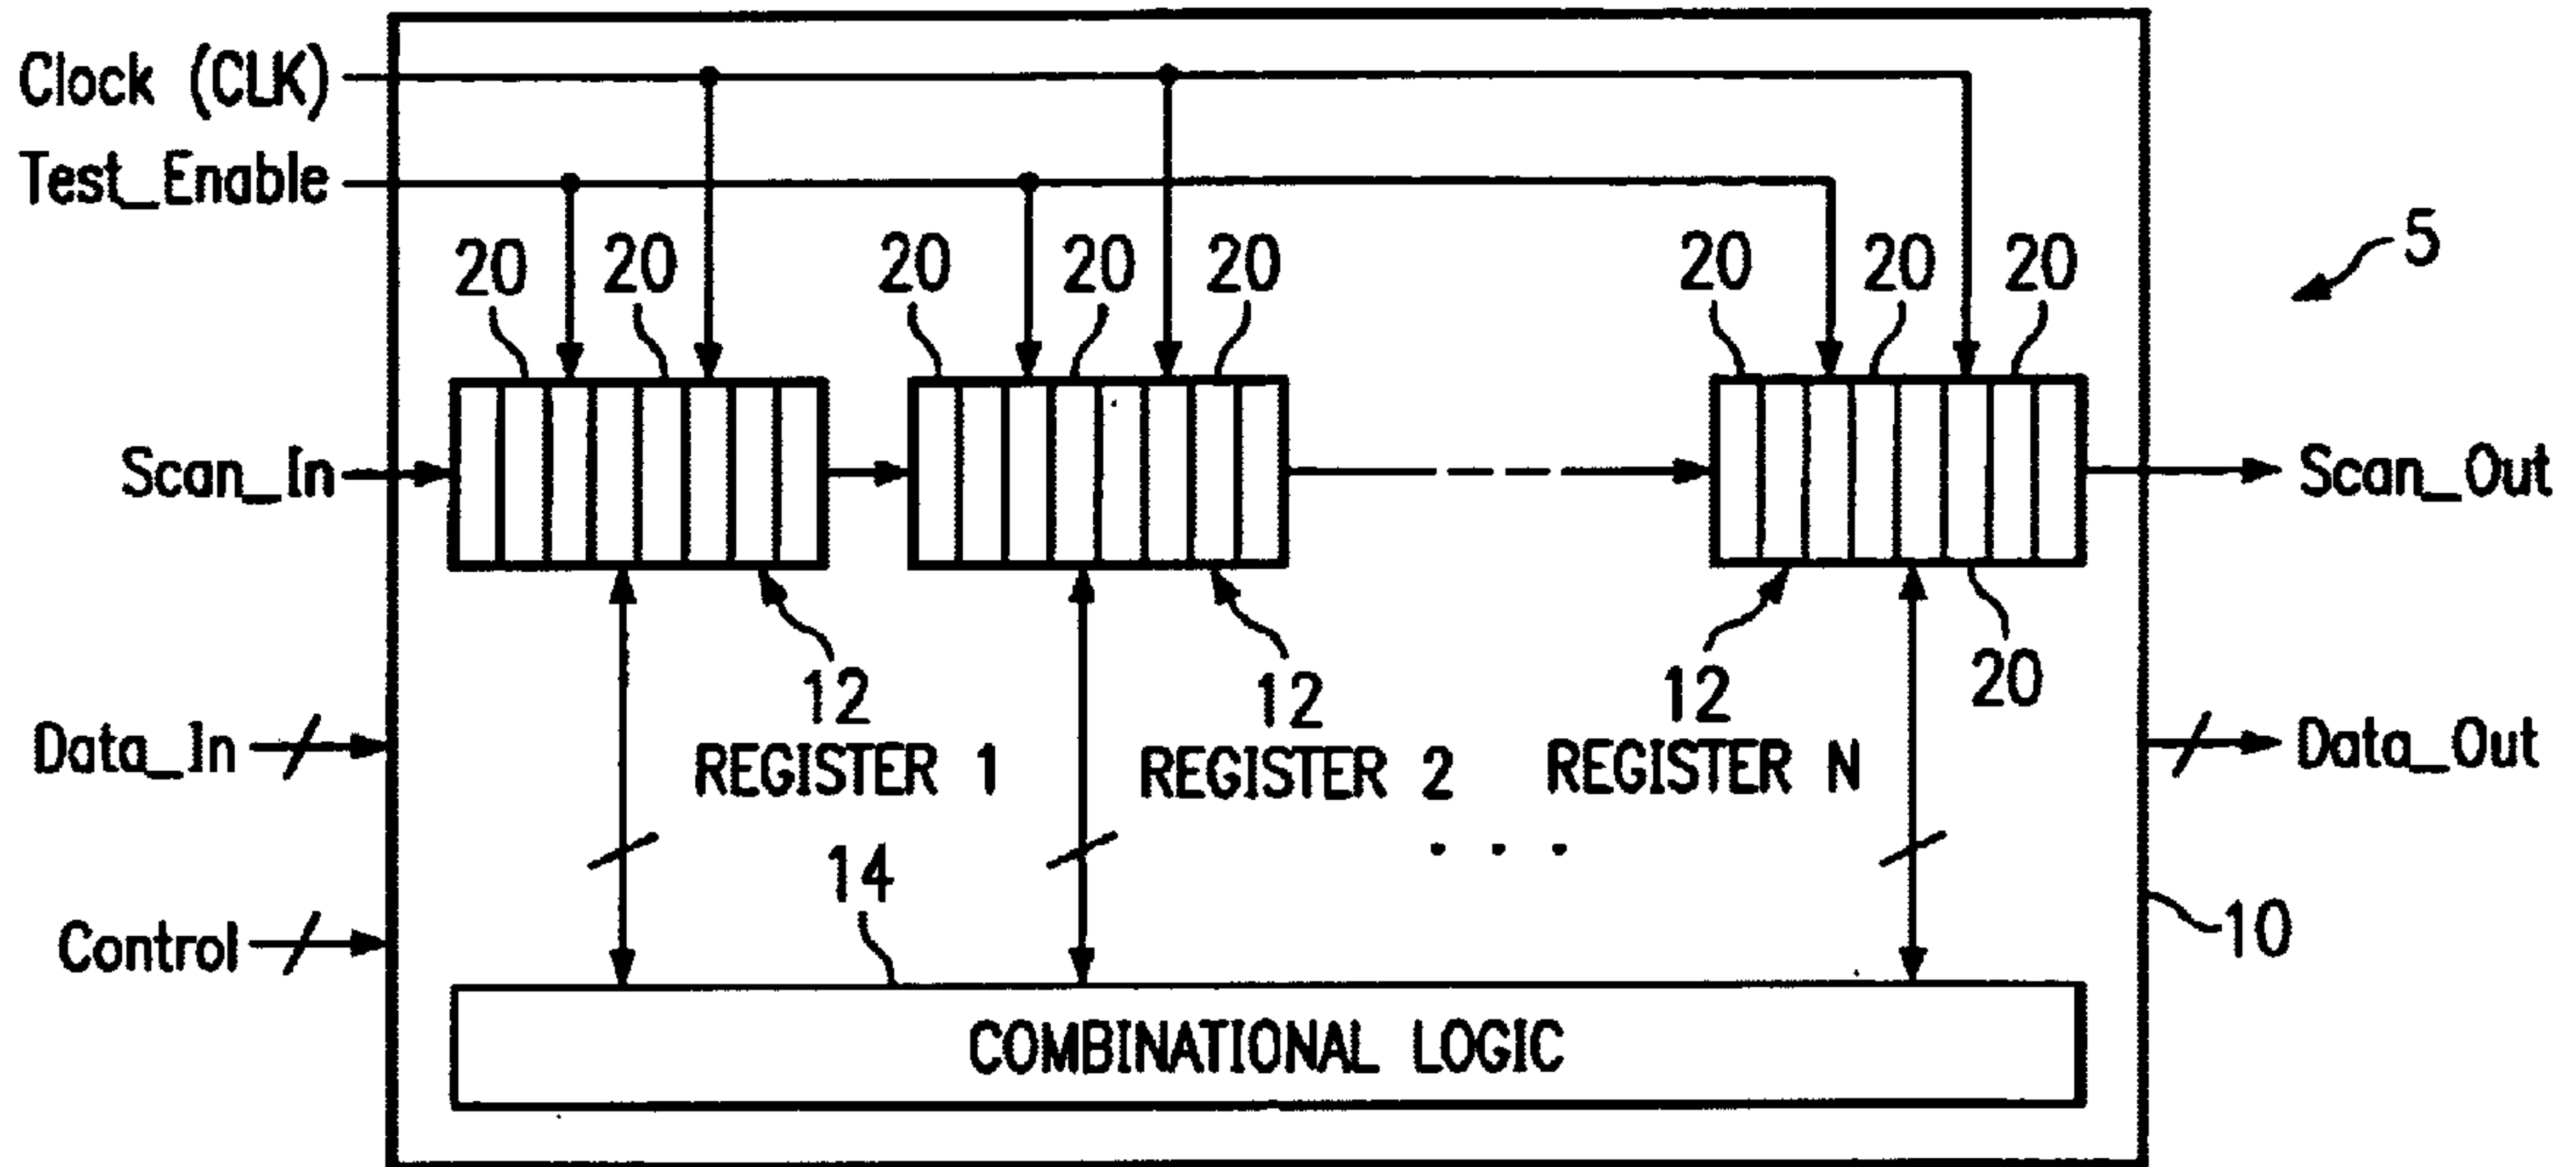 Clock (CLK)
Test_Enable
20 20 20 20 20 20 20 20
5
Scan_In
Scan_Out
12 12 12 20
REGISTER 1 REGISTER 2 REGISTER N
Data_In
Data_Out
. . .
14
Control
10
COMBINATIONAL LOGIC